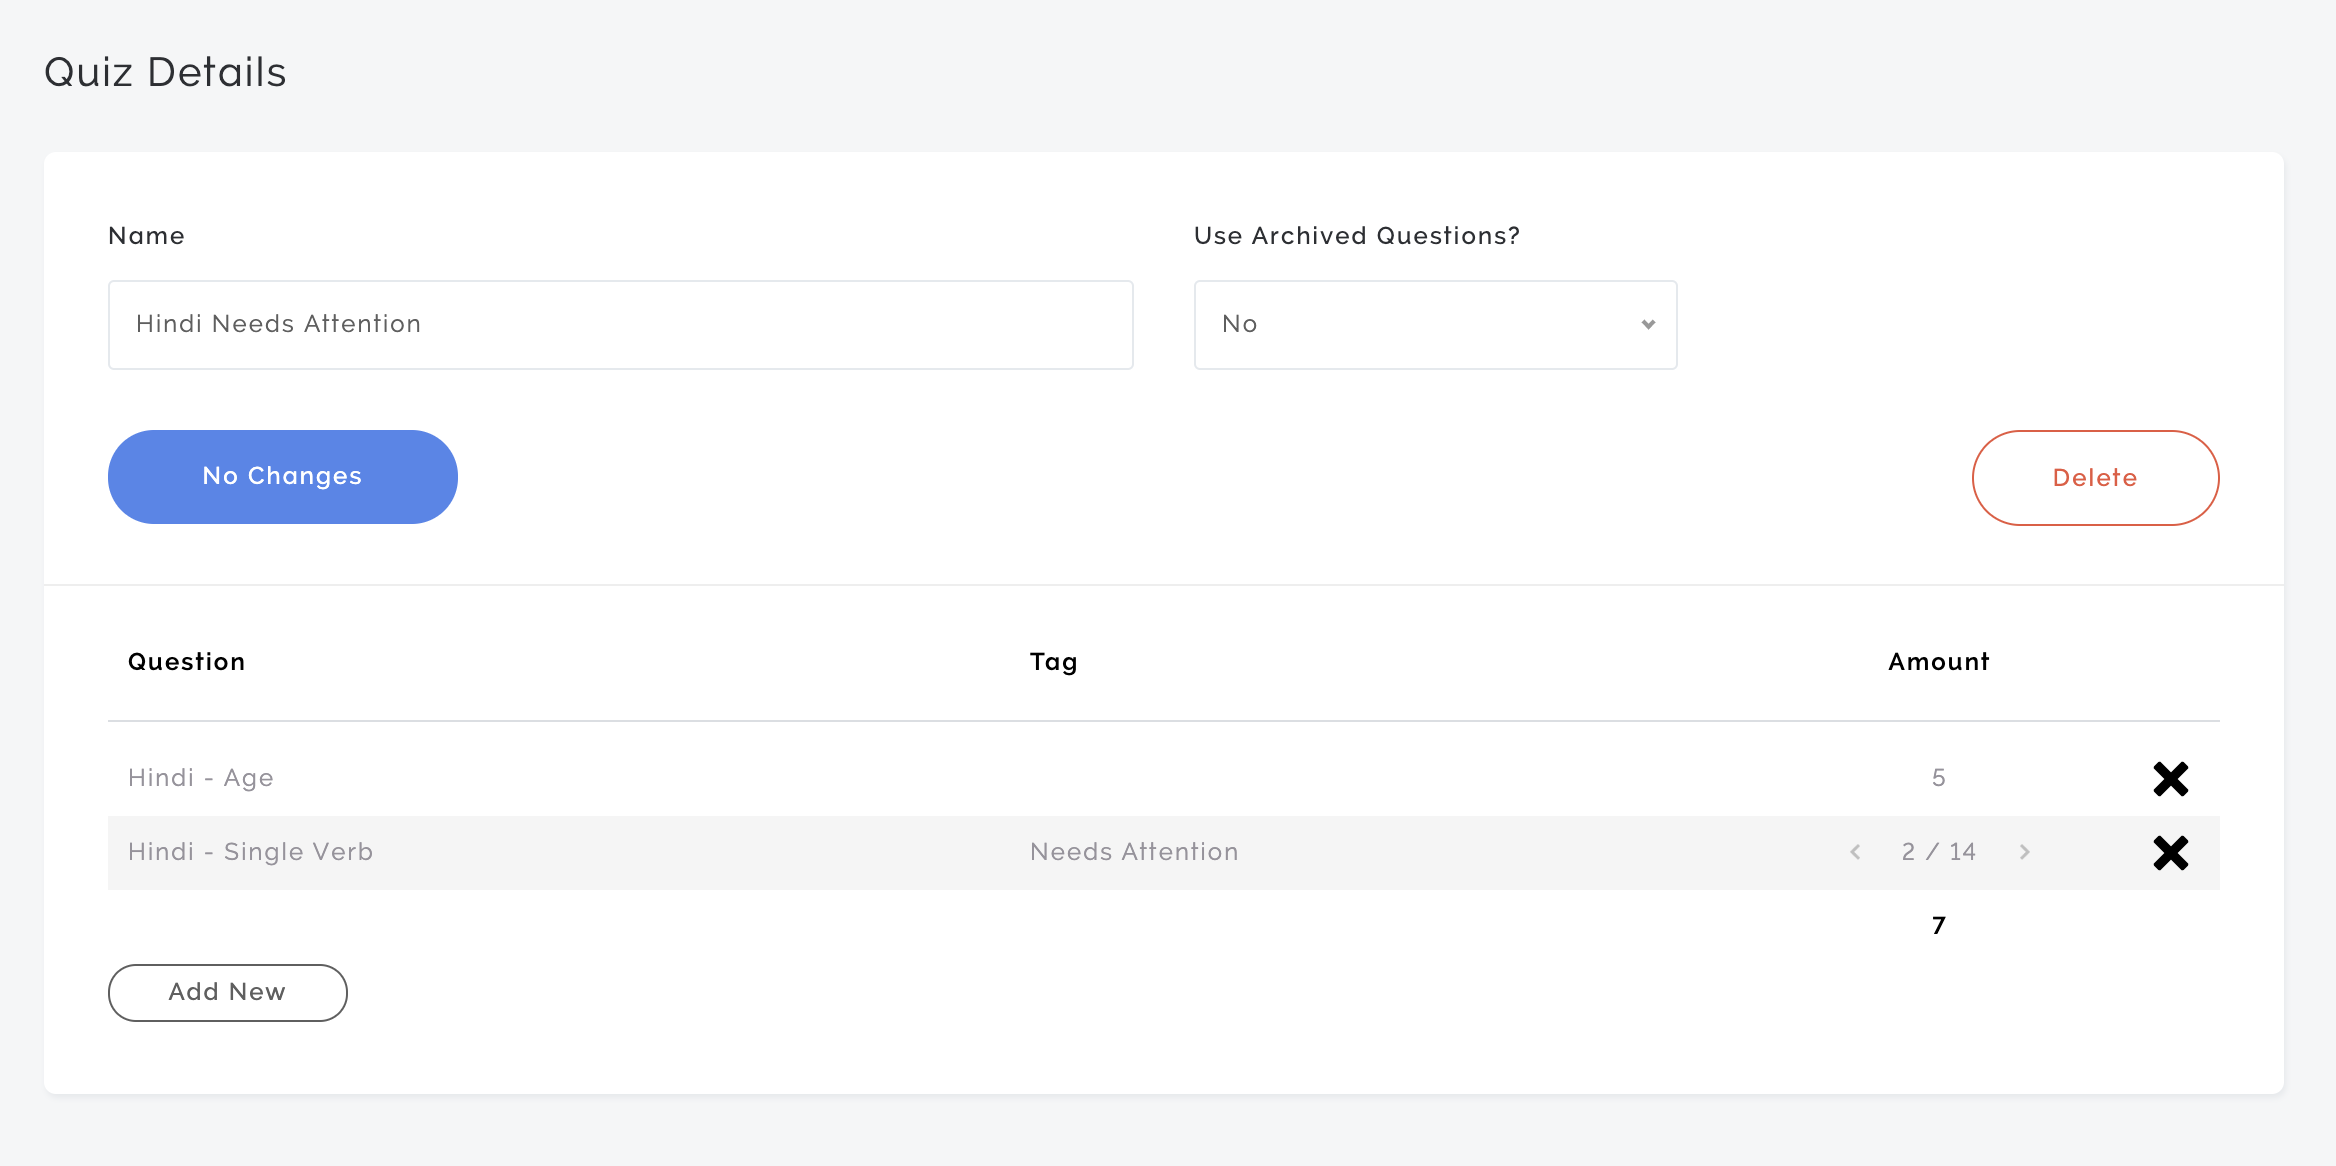 Quiz Details
Name
Use Archived Questions?
Hindi Needs Attention
No
No Changes
Delete
Question Tag Amount
Hindi - Age 5
Hindi - Single Verb Needs Attention 2 / 14
7
Add New